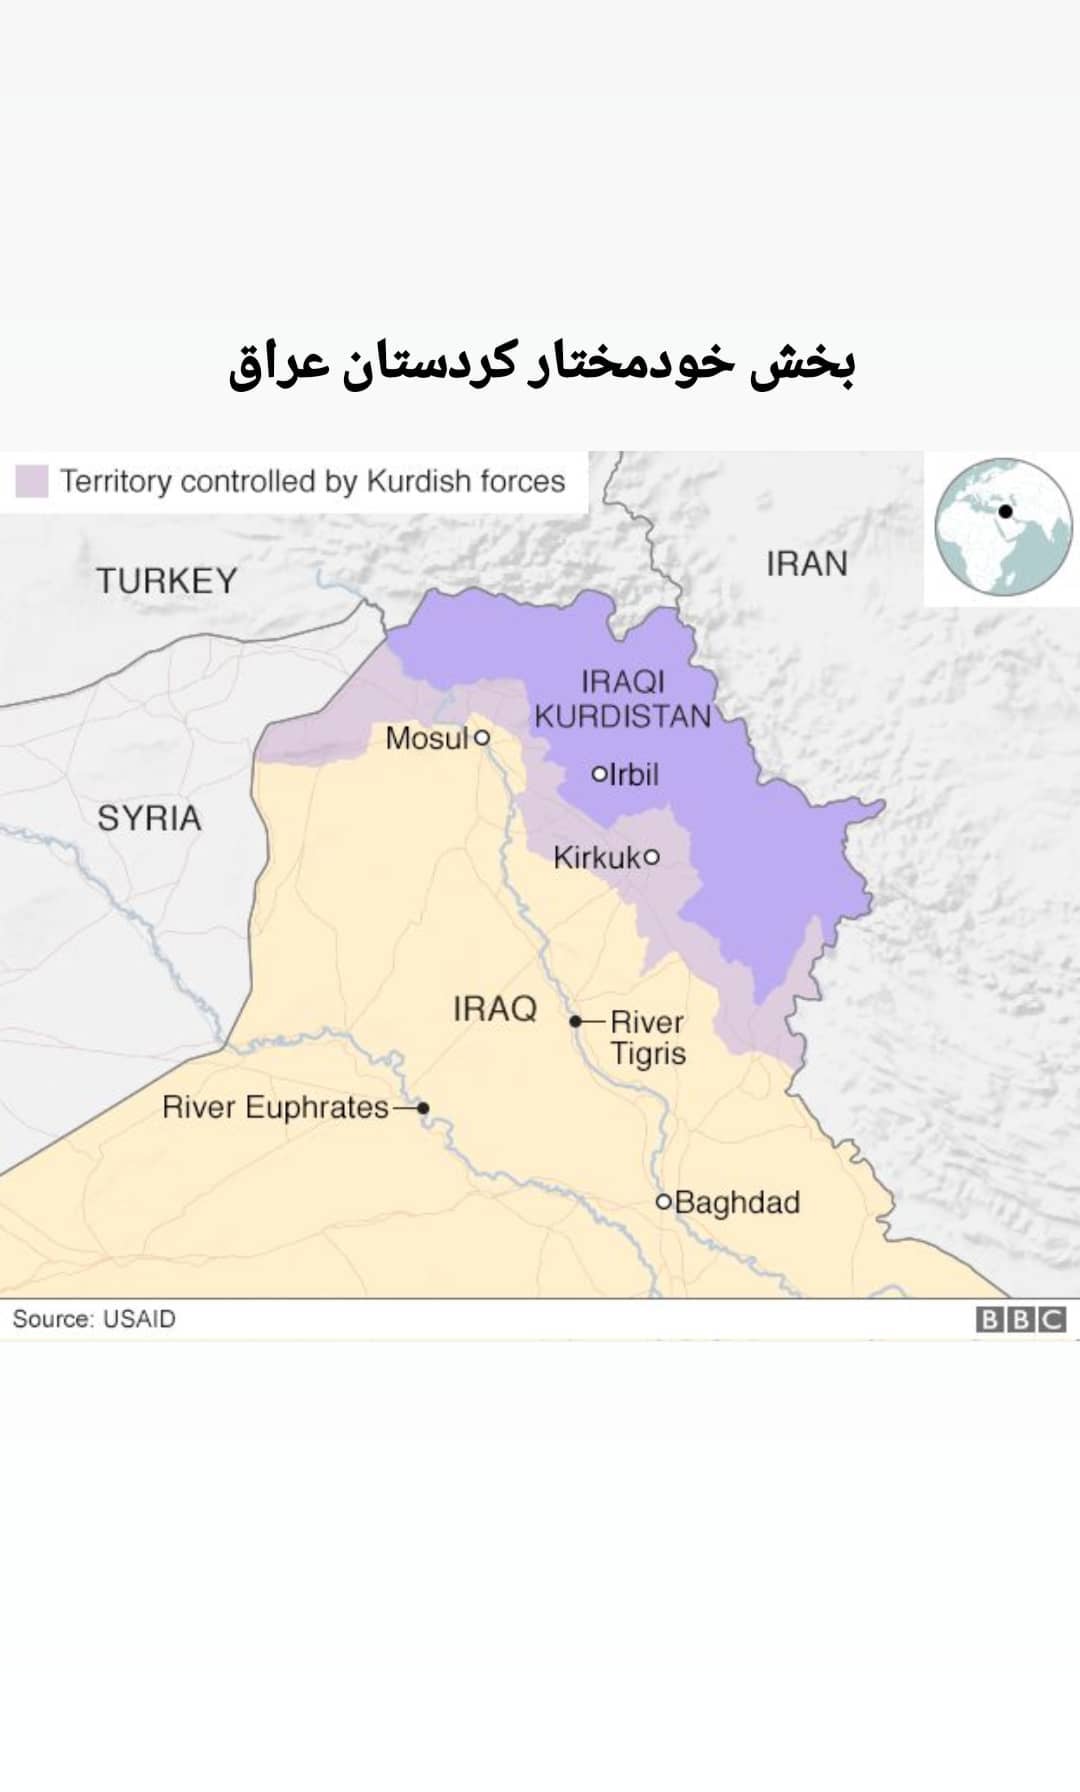 بخش خودمختار کردستان عراق
Territory controlled by Kurdish forces
TURKEY
IRAN
IRAQI
KURDISTAN
Mosul
Irbil
SYRIA
Kirkuk
IRAQ
River
Tigris
River Euphrates
Baghdad
Source: USAID
BBC